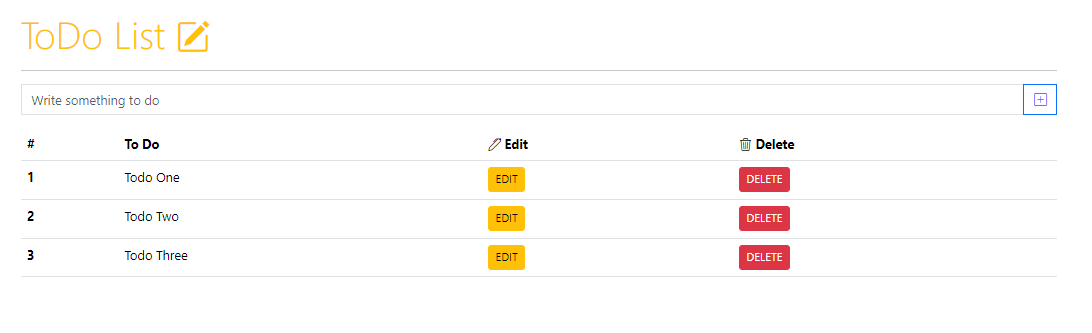 ToDo List
Write something to do
# To Do Edit Delete
1 Todo One EDIT DELETE
2 Todo Two EDIT DELETE
3 Todo Three EDIT DELETE